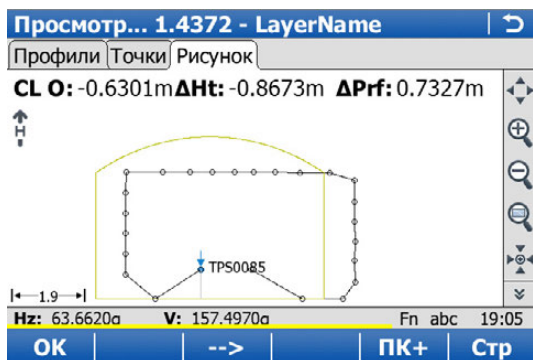 Просмотр... 1.4372 - LayerName
Профили Точки Рисунок
CL O: -0.6301m ΔHt: -0.8673m ΔPrf: 0.7327m
H
TPS0085
1.9
Hz: 63.6620g V: 157.4970g Fn abc 19:05
OK --> ПК+ Стр